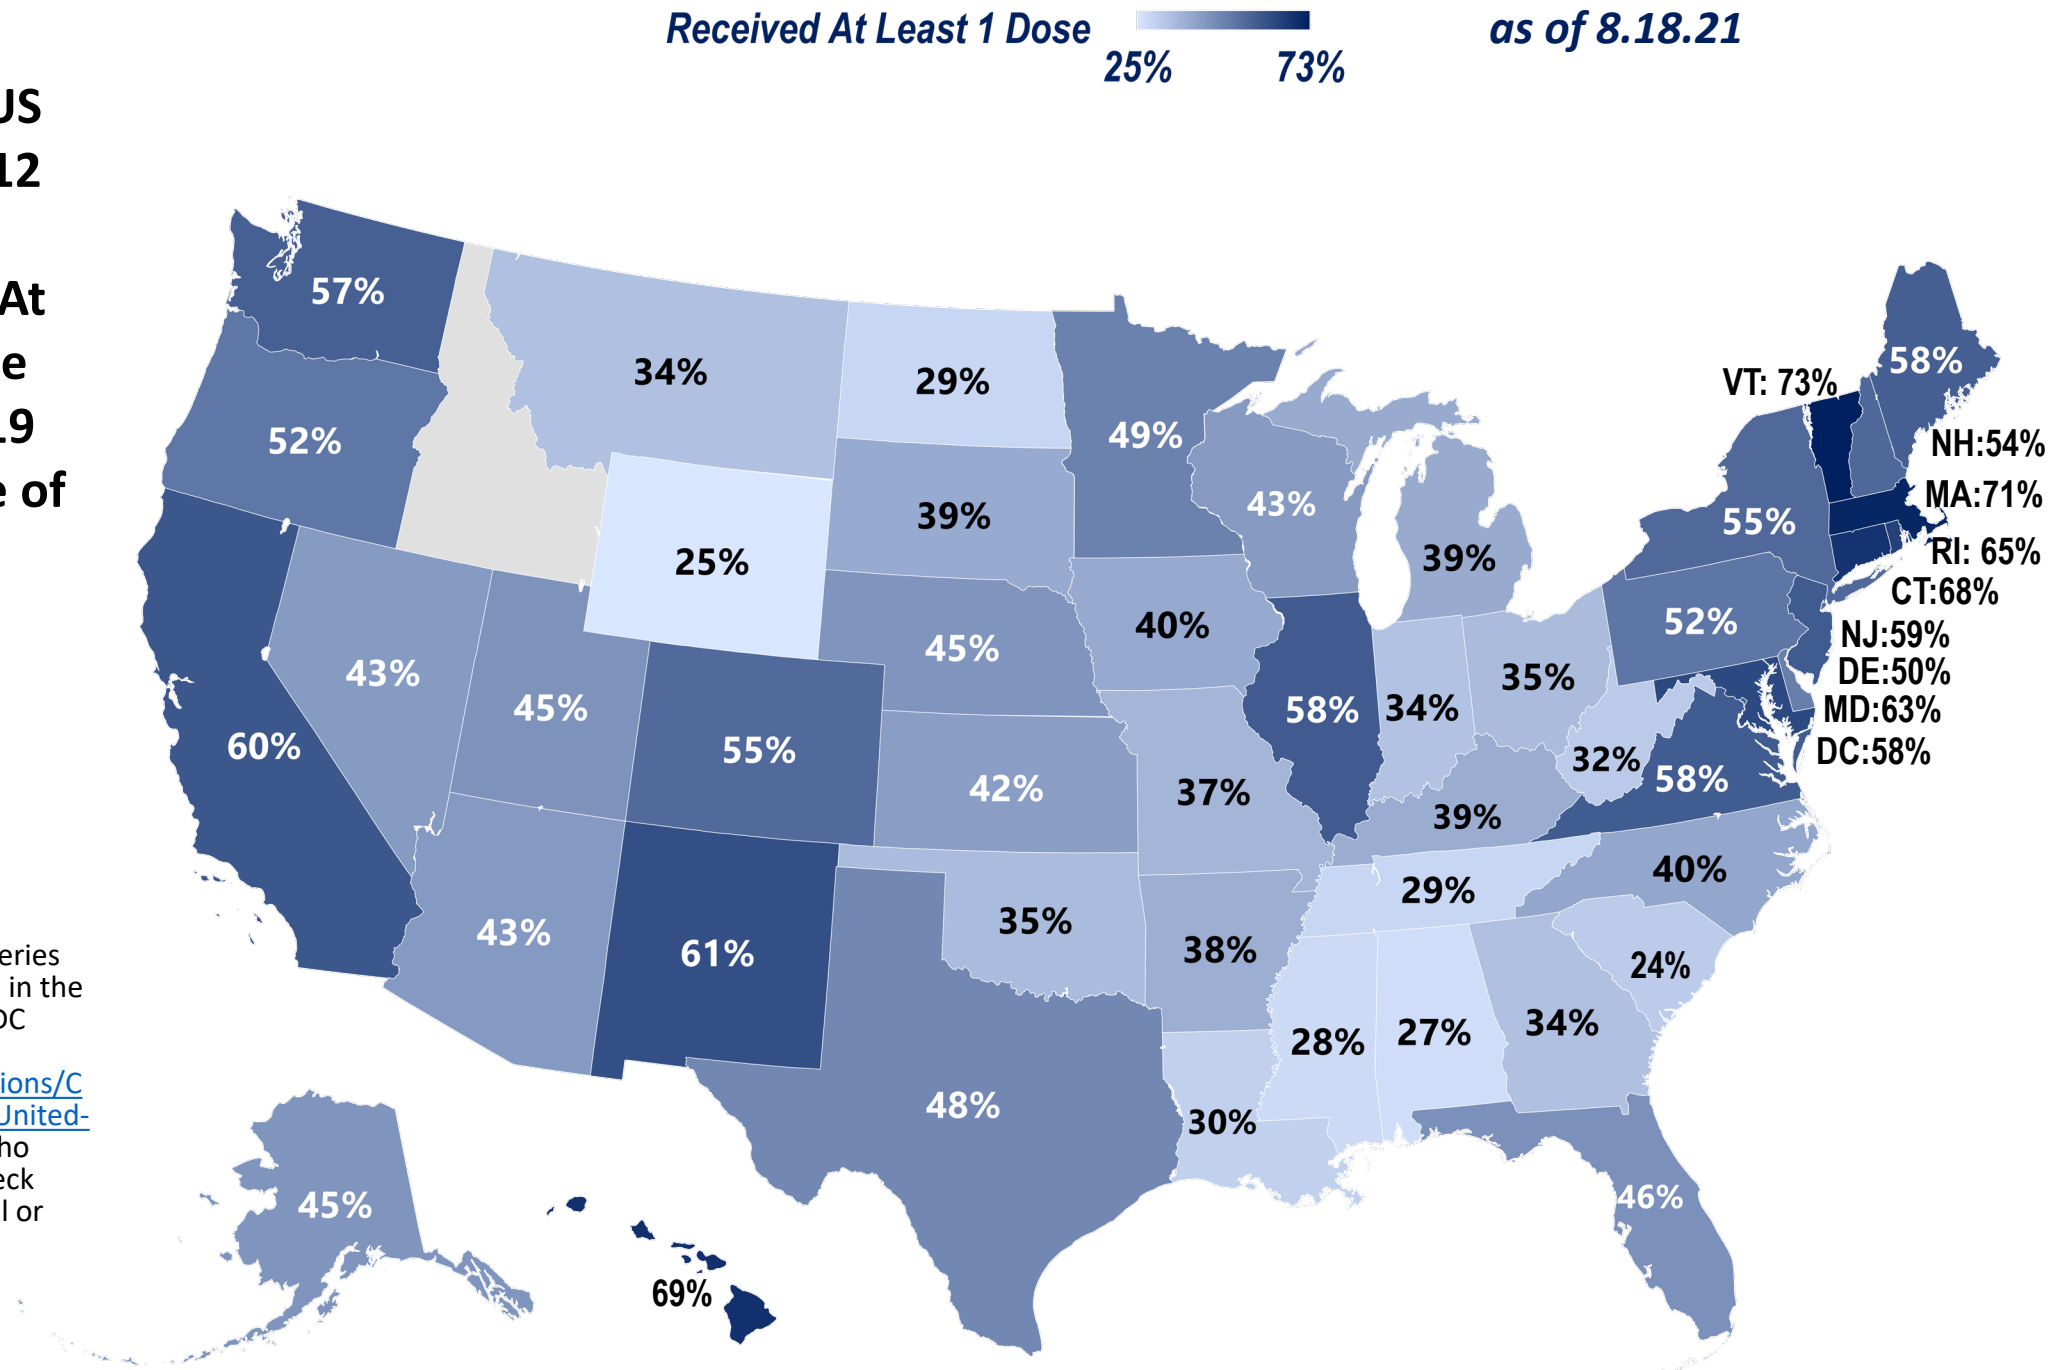 Received At Least 1 Dose
25% 73%
as of 8.18.21
US
12
At
e
19
e of
57%
34%
29%
49%
58%
VT: 73%
52%
39%
43%
39%
55%
NH:54%
MA:71%
RI: 65%
CT:68%
25%
40%
52%
NJ:59%
DE:50%
MD:63%
DC:58%
43%
45%
45%
35%
34%
58%
60%
55%
42%
37%
32%
58%
39%
40%
29%
43%
61%
35%
38%
24%
34%
28%
27%
48%
30%
46%
45%
69%
eries
in the
DC
ions/C
United-
ho
eck
l or